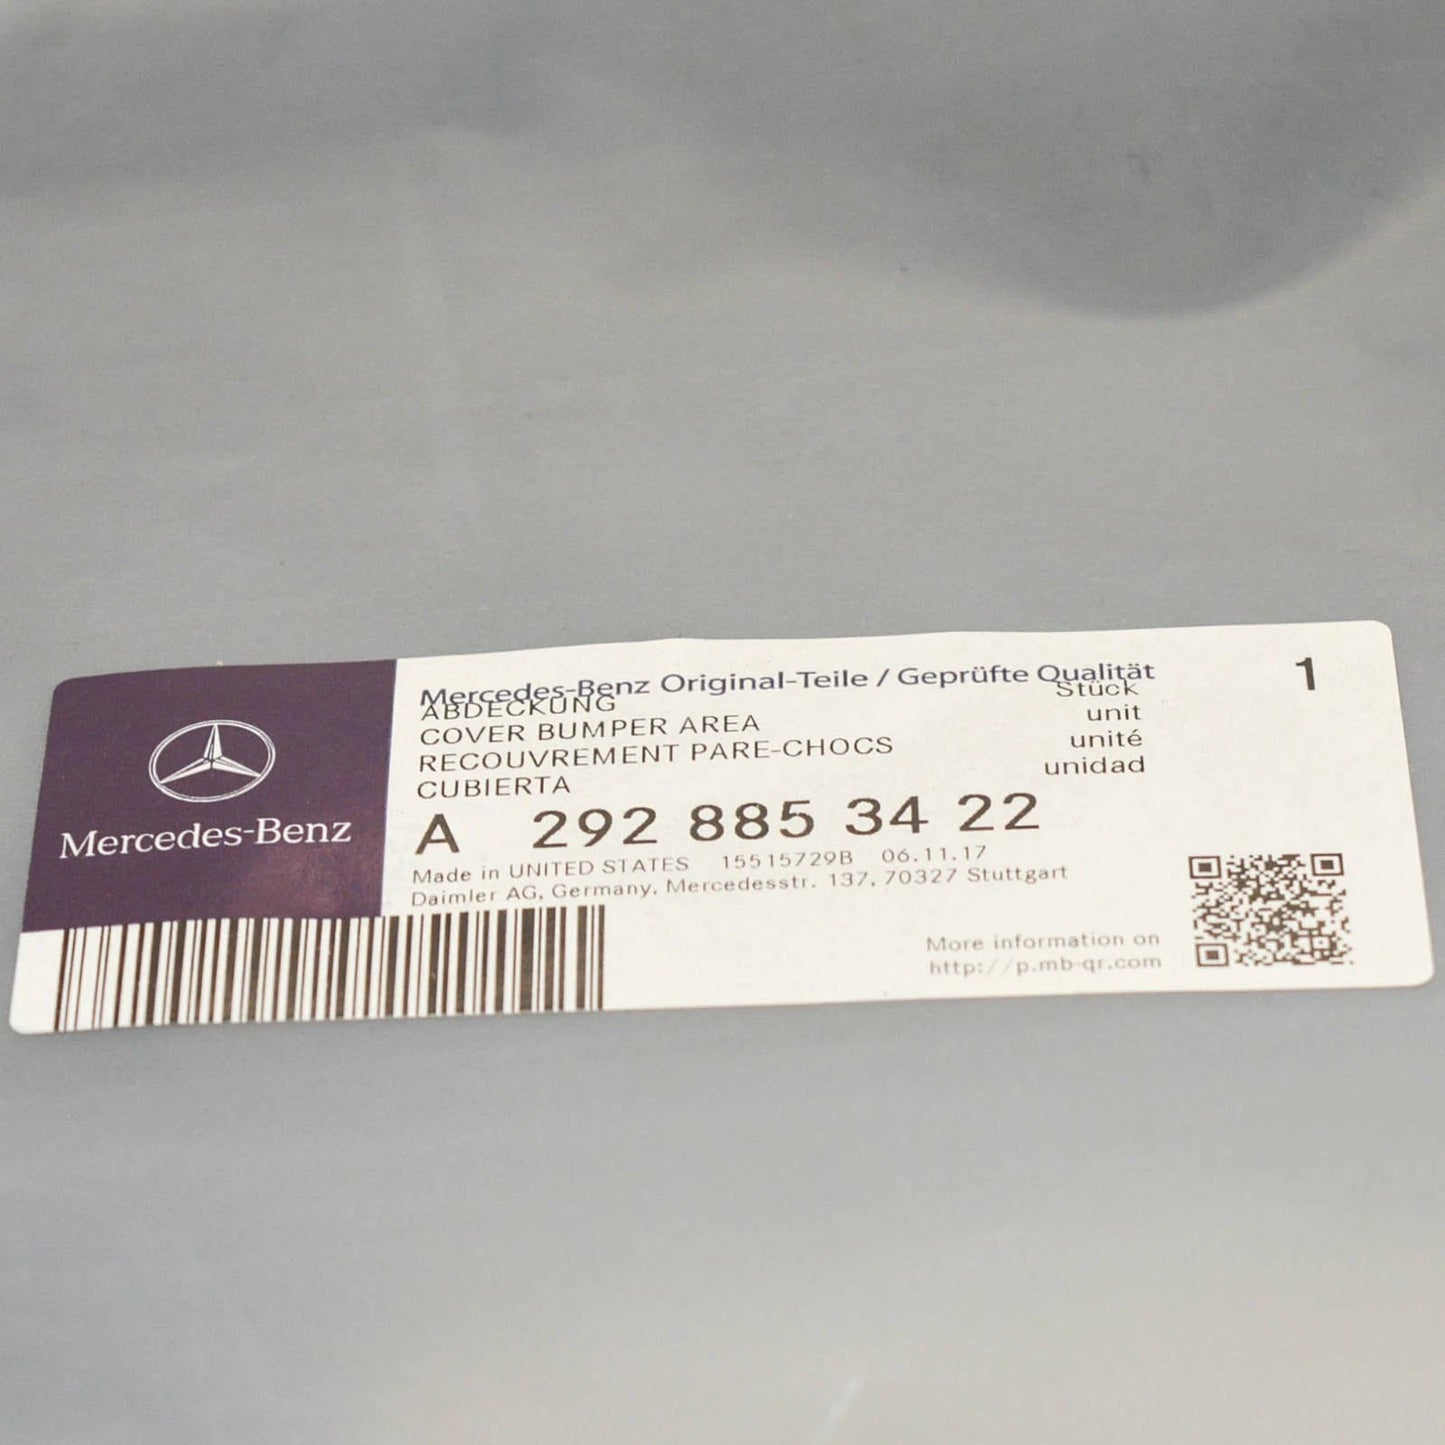 Mercedes-Benz
Mercedes-Benz Original-Teile / Geprüfte Qualität
ABDECKUNG Stück 1
COVER BUMPER AREA unit
RECOUVREMENT PARE-CHOCS unité
CUBIERTA unidad
A 292 885 34 22
Made in UNITED STATES 15515729B 06.11.17
Daimler AG, Germany, Mercedesstr. 137, 70327 Stuttgart
More information on
http://p.mb-qr.com